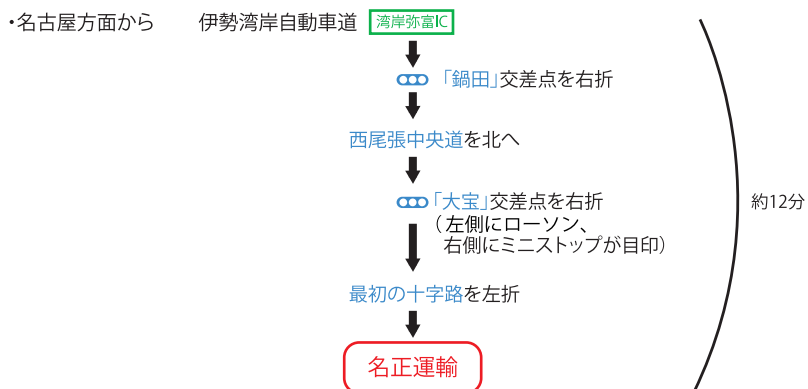 ・名古屋方面から 伊勢湾岸自動車道 湾岸弥富IC
「鍋田」交差点を右折
西尾張中央道を北へ
「大宝」交差点を右折
（左側にローソン、
右側にミニストップが目印）
約12分
最初の十字路を左折
名正運輸